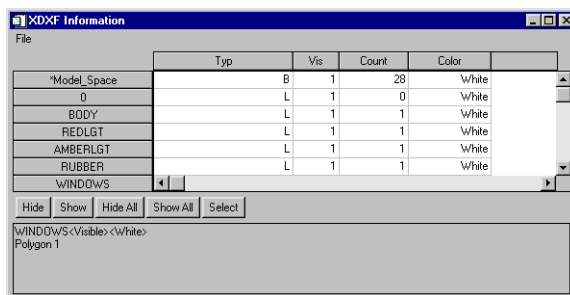 XDXF Information
File
Typ Vis Count Color
*Model_Space B 1 28 White
0 L 1 0 White
BODY L 1 1 White
REDLGT L 1 1 White
AMBERLGT L 1 1 White
RUBBER L 1 1 White
WINDOWS
Hide Show Hide All Show All Select
WINDOWS<Visible><White>
Polygon 1